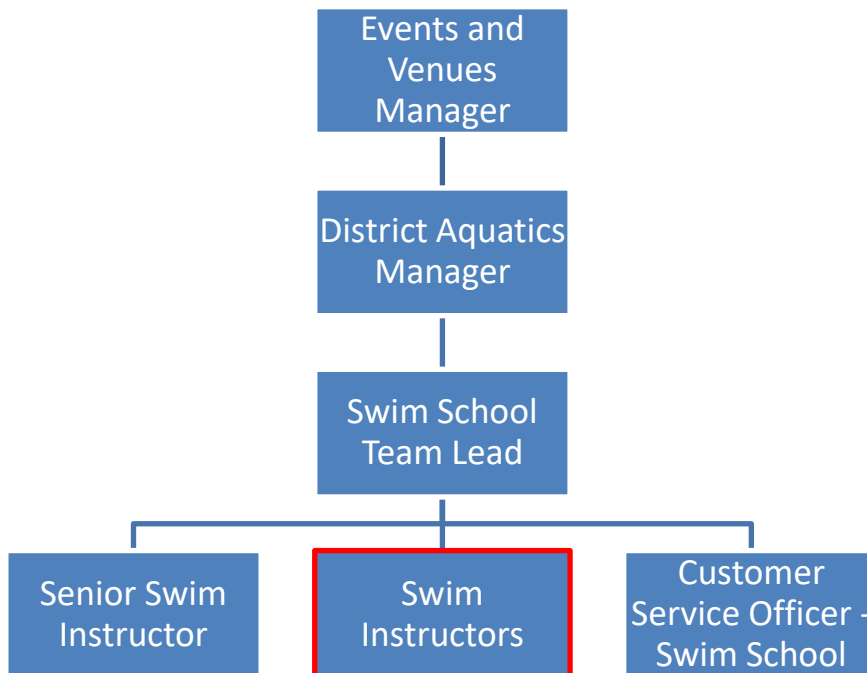 Events and
Venues
Manager
District Aquatics
Manager
Swim School
Team Lead
Senior Swim
Instructor
Swim
Instructors
Customer
Service Officer -
Swim School